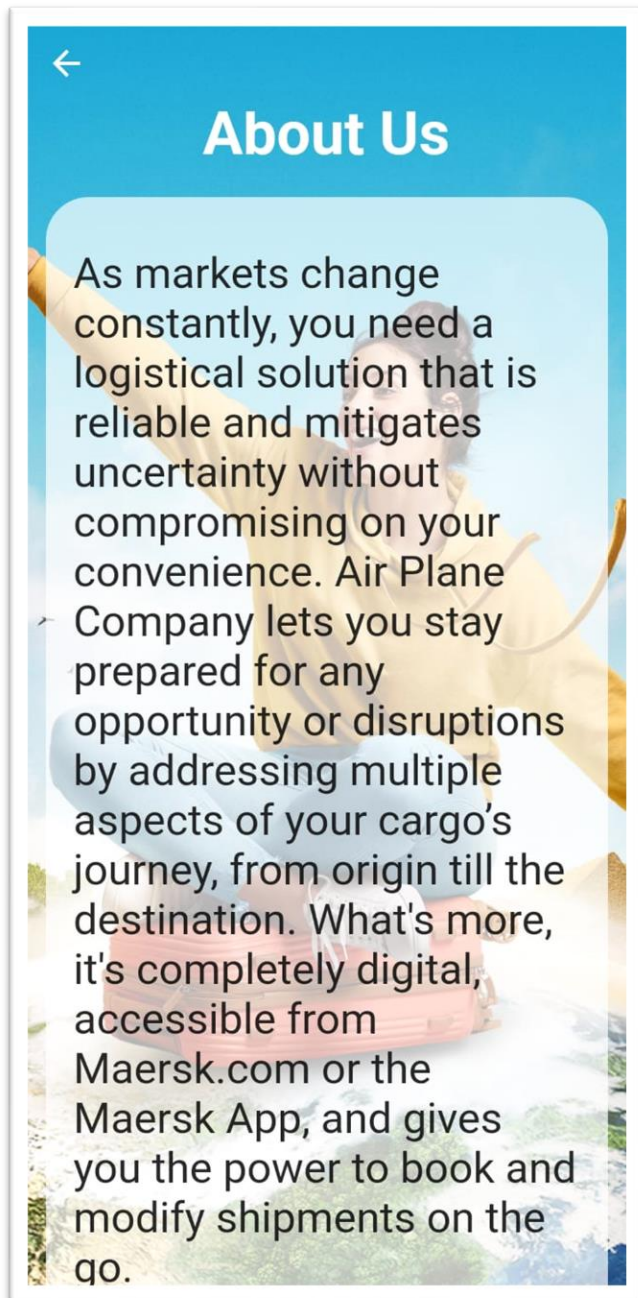 About Us
As markets change
constantly, you need a
logistical solution that is
reliable and mitigates
uncertainty without
compromising on your
convenience. Air Plane
Company lets you stay
prepared for any
opportunity or disruptions
by addressing multiple
aspects of your cargo's
journey, from origin till the
destination. What's more,
it's completely digital,
accessible from
Maersk.com or the
Maersk App, and gives
you the power to book and
modify shipments on the
go.